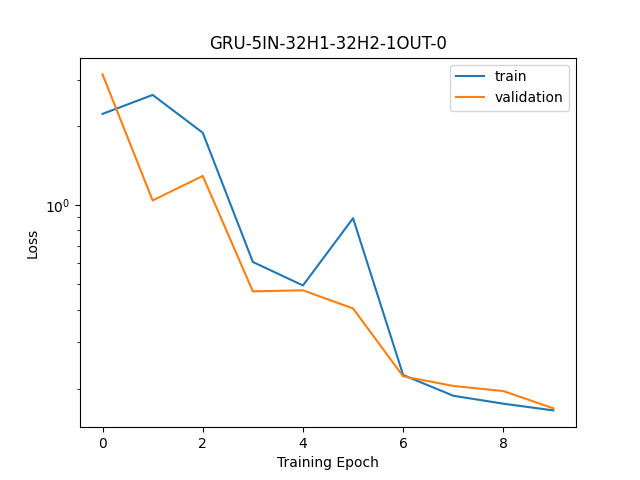 GRU-5IN-32H1-32H2-1OUT-0
train
validation
10⁰
Loss
0 2 4 6 8
Training Epoch